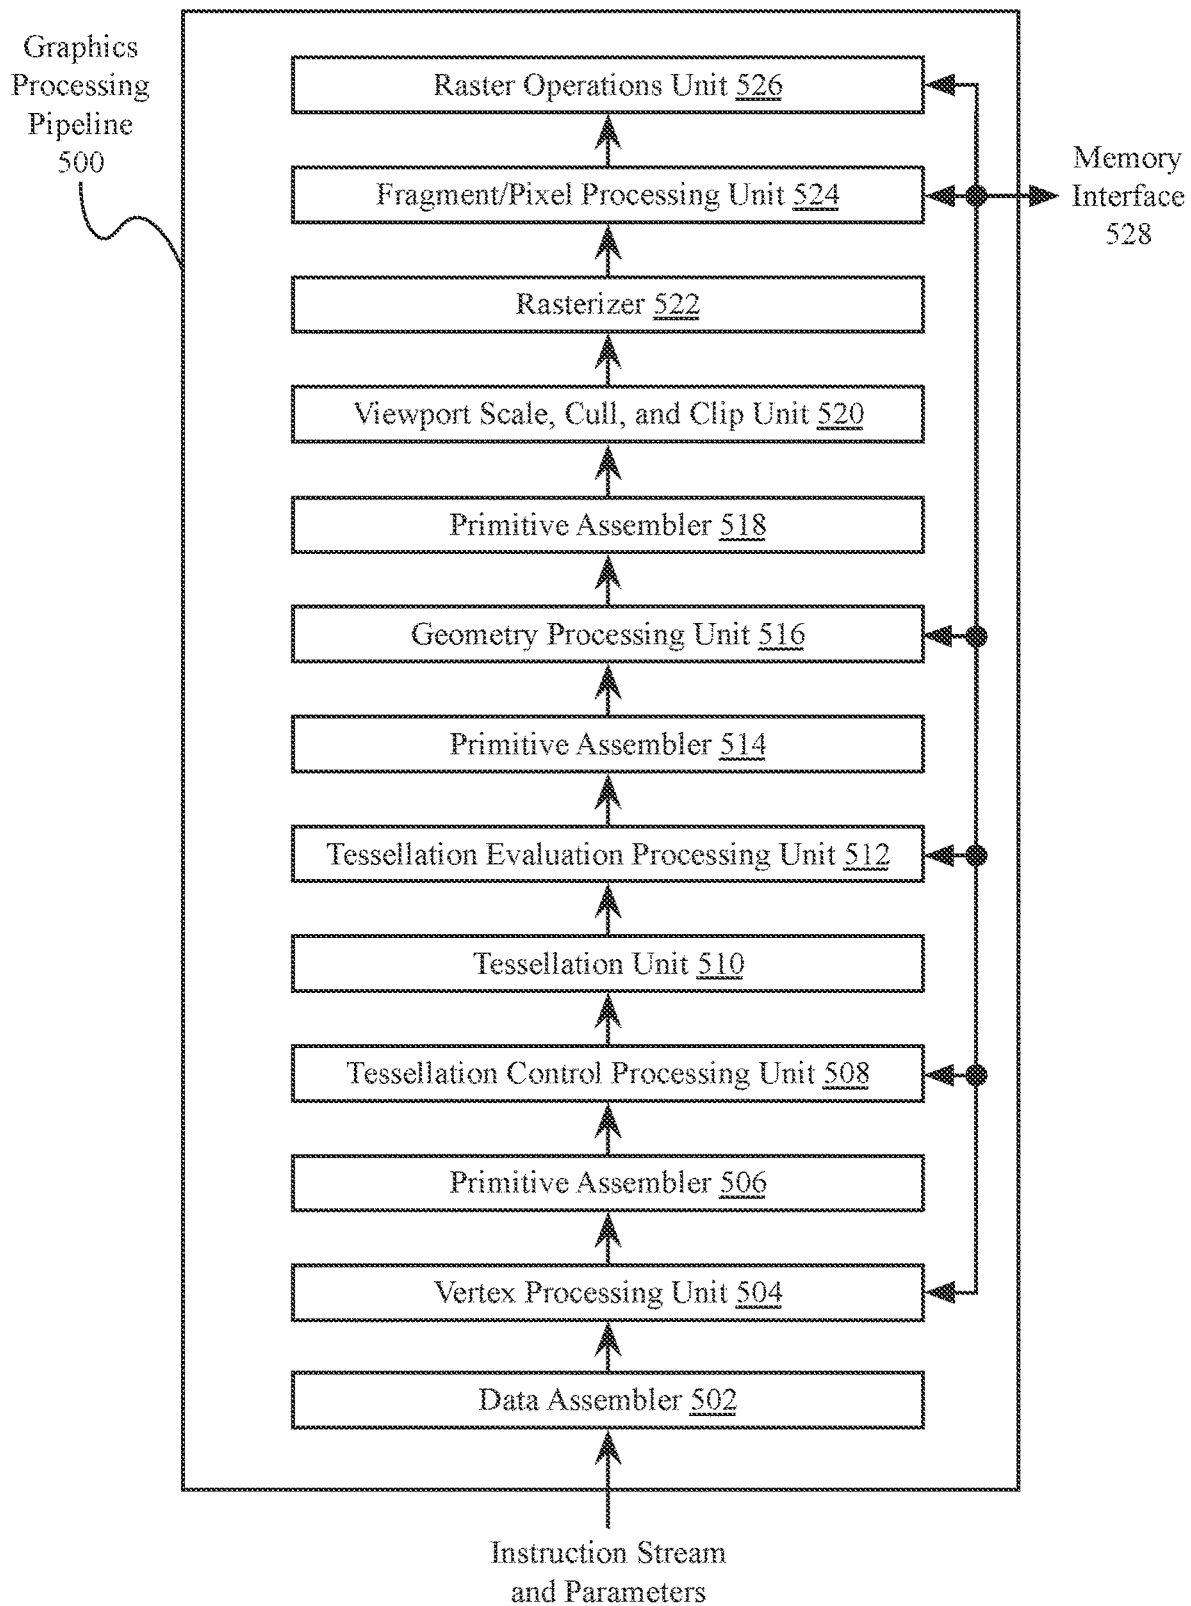 Graphics
Processing
Pipeline
500
Raster Operations Unit 526
Fragment/Pixel Processing Unit 524
Memory
Interface
528
Rasterizer 522
Viewport Scale, Cull, and Clip Unit 520
Primitive Assembler 518
Geometry Processing Unit 516
Primitive Assembler 514
Tessellation Evaluation Processing Unit 512
Tessellation Unit 510
Tessellation Control Processing Unit 508
Primitive Assembler 506
Vertex Processing Unit 504
Data Assembler 502
Instruction Stream
and Parameters